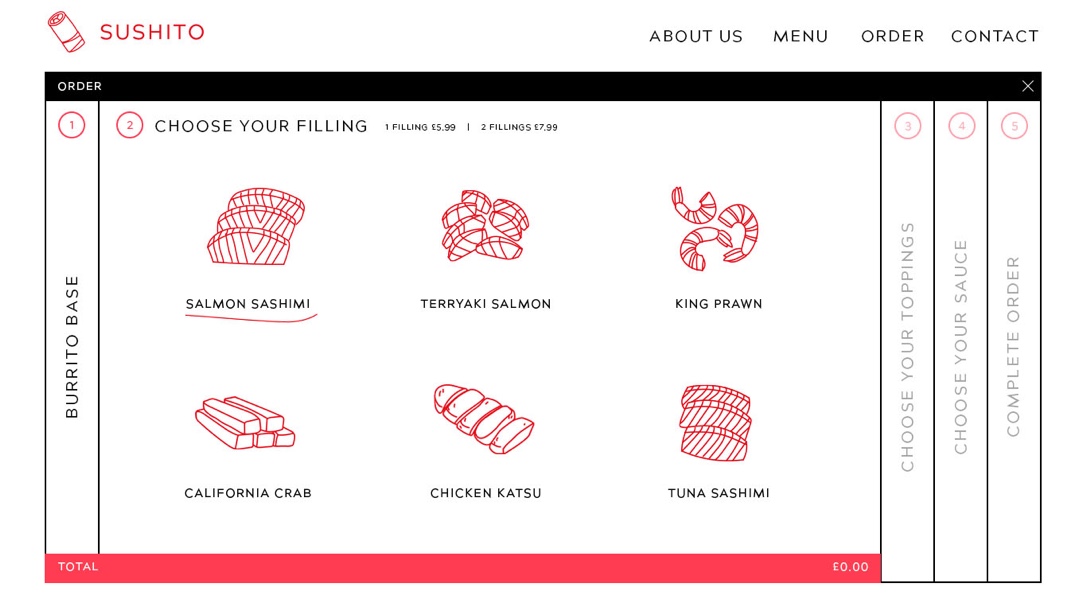 SUSHITO
ABOUT US MENU ORDER CONTACT
ORDER
1
BURRITO BASE
2 CHOOSE YOUR FILLING 1 FILLING £5.99 | 2 FILLINGS £7.99
SALMON SASHIMI TERRYAKI SALMON KING PRAWN
CALIFORNIA CRAB CHICKEN KATSU TUNA SASHIMI
3
CHOOSE YOUR TOPPINGS
4
CHOOSE YOUR SAUCE
5
COMPLETE ORDER
TOTAL £0.00